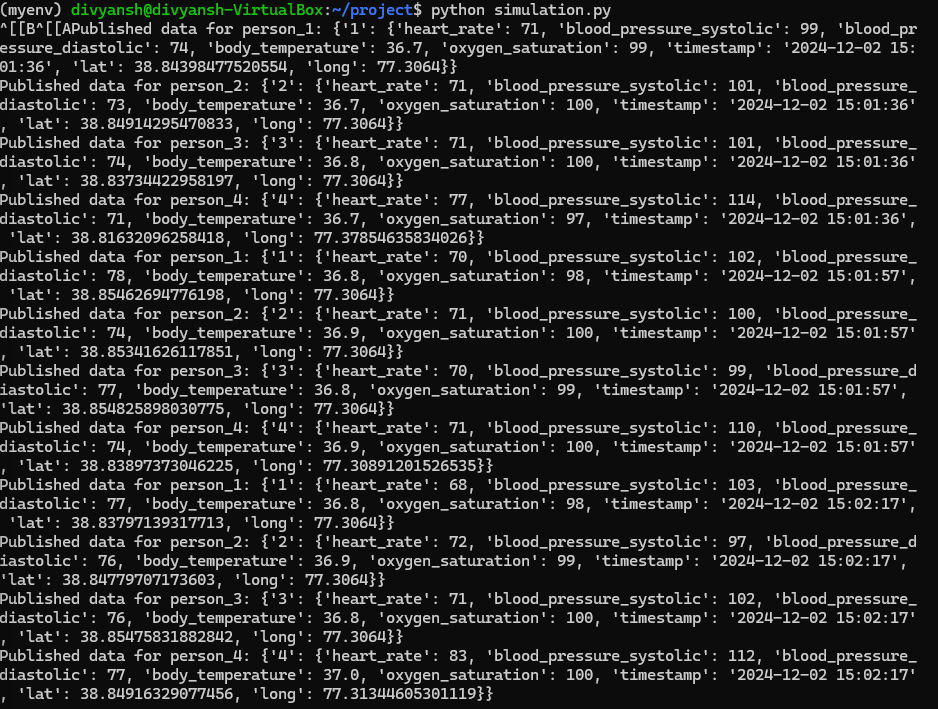 (myenv) divyansh@divyansh-VirtualBox:~/project$ python simulation.py
^[[B^[[APublished data for person_1: {'1': {'heart_rate': 71, 'blood_pressure_systolic': 99, 'blood_pr
essure_diastolic': 74, 'body_temperature': 36.7, 'oxygen_saturation': 99, 'timestamp': '2024-12-02 15:
01:36', 'lat': 38.84398477520554, 'long': 77.3064}}
Published data for person_2: {'2': {'heart_rate': 71, 'blood_pressure_systolic': 101, 'blood_pressure_
diastolic': 73, 'body_temperature': 36.7, 'oxygen_saturation': 100, 'timestamp': '2024-12-02 15:01:36'
, 'lat': 38.84914295470833, 'long': 77.3064}}
Published data for person_3: {'3': {'heart_rate': 71, 'blood_pressure_systolic': 101, 'blood_pressure_
diastolic': 74, 'body_temperature': 36.8, 'oxygen_saturation': 100, 'timestamp': '2024-12-02 15:01:36'
, 'lat': 38.83734422958197, 'long': 77.3064}}
Published data for person_4: {'4': {'heart_rate': 77, 'blood_pressure_systolic': 114, 'blood_pressure_
diastolic': 71, 'body_temperature': 36.7, 'oxygen_saturation': 97, 'timestamp': '2024-12-02 15:01:36',
 'lat': 38.81632096258418, 'long': 77.37854635834026}}
Published data for person_1: {'1': {'heart_rate': 70, 'blood_pressure_systolic': 102, 'blood_pressure_
diastolic': 78, 'body_temperature': 36.8, 'oxygen_saturation': 98, 'timestamp': '2024-12-02 15:01:57',
 'lat': 38.85462694776198, 'long': 77.3064}}
Published data for person_2: {'2': {'heart_rate': 71, 'blood_pressure_systolic': 100, 'blood_pressure_
diastolic': 74, 'body_temperature': 36.9, 'oxygen_saturation': 100, 'timestamp': '2024-12-02 15:01:57'
, 'lat': 38.85341626117851, 'long': 77.3064}}
Published data for person_3: {'3': {'heart_rate': 70, 'blood_pressure_systolic': 99, 'blood_pressure_d
iastolic': 77, 'body_temperature': 36.8, 'oxygen_saturation': 99, 'timestamp': '2024-12-02 15:01:57', 
'lat': 38.854825898030775, 'long': 77.3064}}
Published data for person_4: {'4': {'heart_rate': 71, 'blood_pressure_systolic': 110, 'blood_pressure_
diastolic': 74, 'body_temperature': 36.9, 'oxygen_saturation': 100, 'timestamp': '2024-12-02 15:01:57'
, 'lat': 38.83897373046225, 'long': 77.30891201526535}}
Published data for person_1: {'1': {'heart_rate': 68, 'blood_pressure_systolic': 103, 'blood_pressure_
diastolic': 77, 'body_temperature': 36.8, 'oxygen_saturation': 98, 'timestamp': '2024-12-02 15:02:17',
 'lat': 38.83797139317713, 'long': 77.3064}}
Published data for person_2: {'2': {'heart_rate': 72, 'blood_pressure_systolic': 97, 'blood_pressure_d
iastolic': 76, 'body_temperature': 36.9, 'oxygen_saturation': 99, 'timestamp': '2024-12-02 15:02:17', 
'lat': 38.84779707173603, 'long': 77.3064}}
Published data for person_3: {'3': {'heart_rate': 71, 'blood_pressure_systolic': 102, 'blood_pressure_
diastolic': 76, 'body_temperature': 36.8, 'oxygen_saturation': 100, 'timestamp': '2024-12-02 15:02:17'
, 'lat': 38.85475831882842, 'long': 77.3064}}
Published data for person_4: {'4': {'heart_rate': 83, 'blood_pressure_systolic': 112, 'blood_pressure_
diastolic': 77, 'body_temperature': 37.0, 'oxygen_saturation': 100, 'timestamp': '2024-12-02 15:02:17'
, 'lat': 38.84916329077456, 'long': 77.31344605301119}}